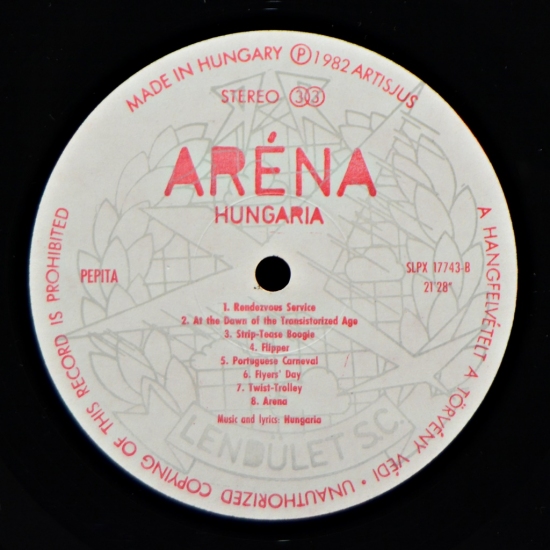 MADE IN HUNGARY Ⓟ 1982 ARTISJUS
STEREO 33
ARÉNA
HUNGARIA
PEPITA
SLPX 17743-B
21'28"
1. Rendezvous Service
2. At the Dawn of the Transistorized Age
3. Strip-Tease Boogie
4. Flipper
5. Portuguese Carneval
6. Flyers' Day
7. Twist-Trolley
8. Arena
Music and lyrics: Hungaria
LENDÜLET S.C.
A HANGFELVÉTELT A TÖRVÉNY VÉDI • UNAUTHORIZED COPYING OF THIS RECORD IS PROHIBITED